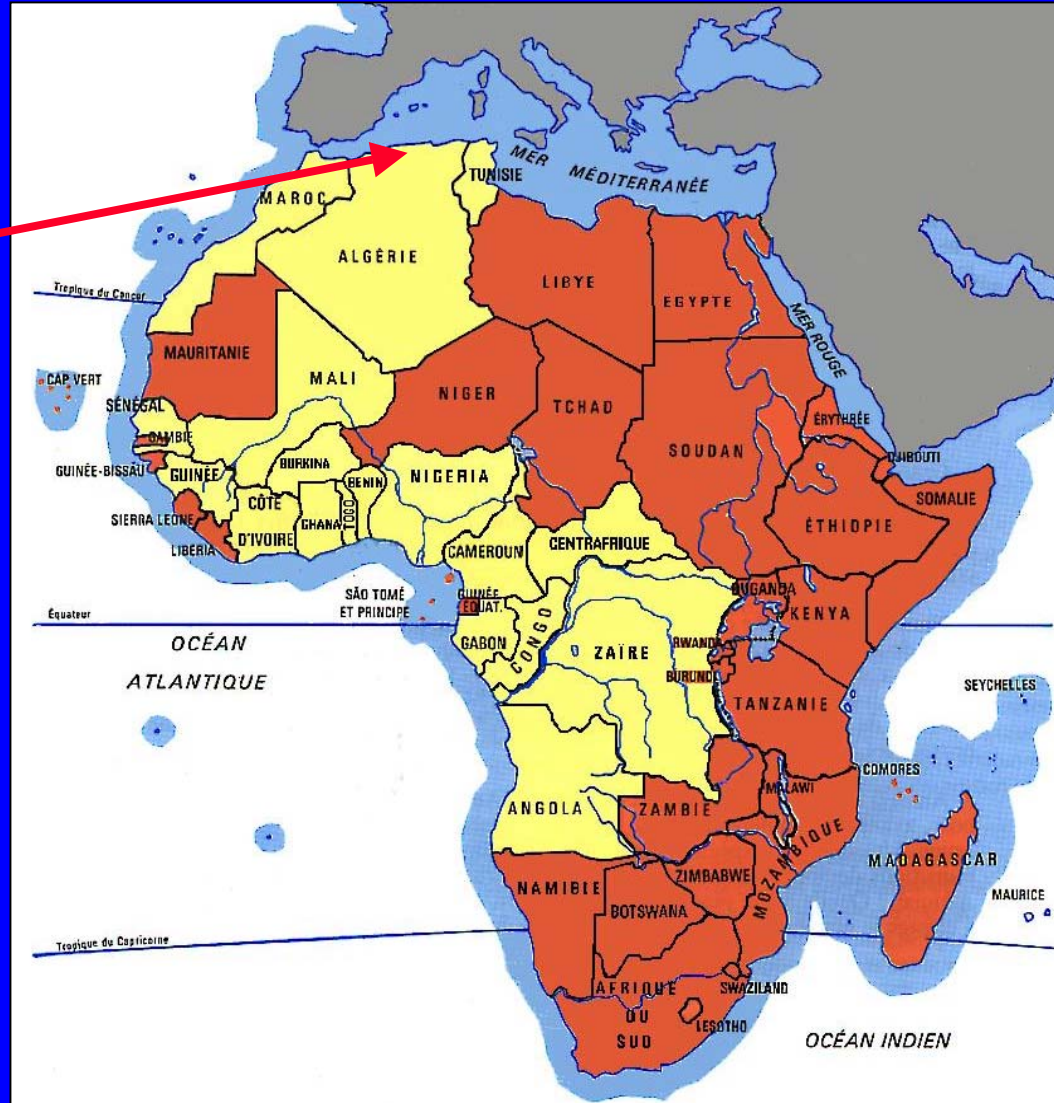 MER MÉDITERRANÉE
TUNISIE
MAROC
ALGÉRIE
LIBYE
EGYPTE
Tropique du Cancer
MER ROUGE
MAURITANIE
MALI
NIGER
TCHAD
CAP VERT
SÉNÉGAL
GAMBIE
ÉRYTHRÉE
SOUDAN
DJIBOUTI
GUINÉE-BISSAU
GUINÉE
BURKINA
BENIN
NIGERIA
SOMALIE
SIERRA LEONE
CÔTE
D'IVOIRE
GHANA
TOGO
ÉTHIOPIE
LIBERIA
CAMEROUN
CENTRAFRIQUE
SÃO TOMÉ
ET PRINCIPE
GUINÉE
EQUAT.
OUGANDA
KENYA
Équateur
GABON
CONGO
ZAÏRE
RWANDA
BURUNDI
OCÉAN
ATLANTIQUE
TANZANIE
SEYCHELLES
COMORES
ANGOLA
ZAMBIE
MALAWI
MOZAMBIQUE
MADAGASCAR
NAMIBIE
ZIMBABWE
BOTSWANA
MAURICE
Tropique du Capricorne
AFRIQUE
DU
SUD
SWAZILAND
LESOTHO
OCÉAN INDIEN